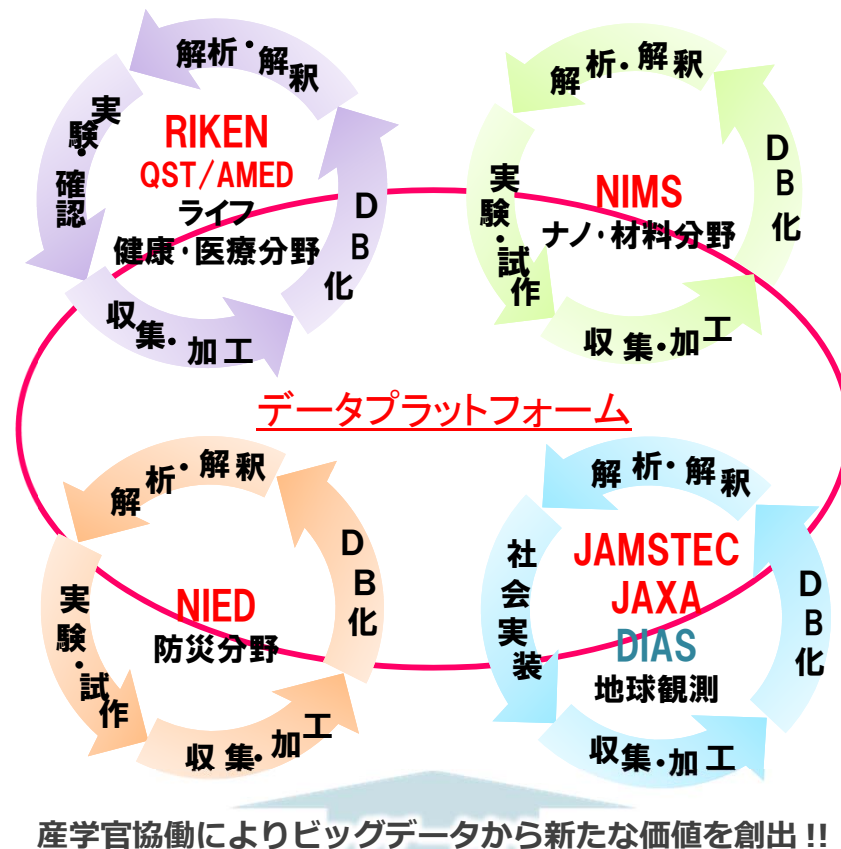 解析・解釈
実験・確認
RIKEN
QST/AMED
ライフ
健康・医療分野
DB化
収集・加工
解析・解釈
実験・試作
NIMS
ナノ・材料分野
DB化
収集・加工
データプラットフォーム
解析・解釈
実験・試作
NIED
防災分野
DB化
収集・加工
解析・解釈
社会実装
JAMSTEC
JAXA
DIAS
地球観測
DB化
収集・加工
産学官協働によりビッグデータから新たな価値を創出!!